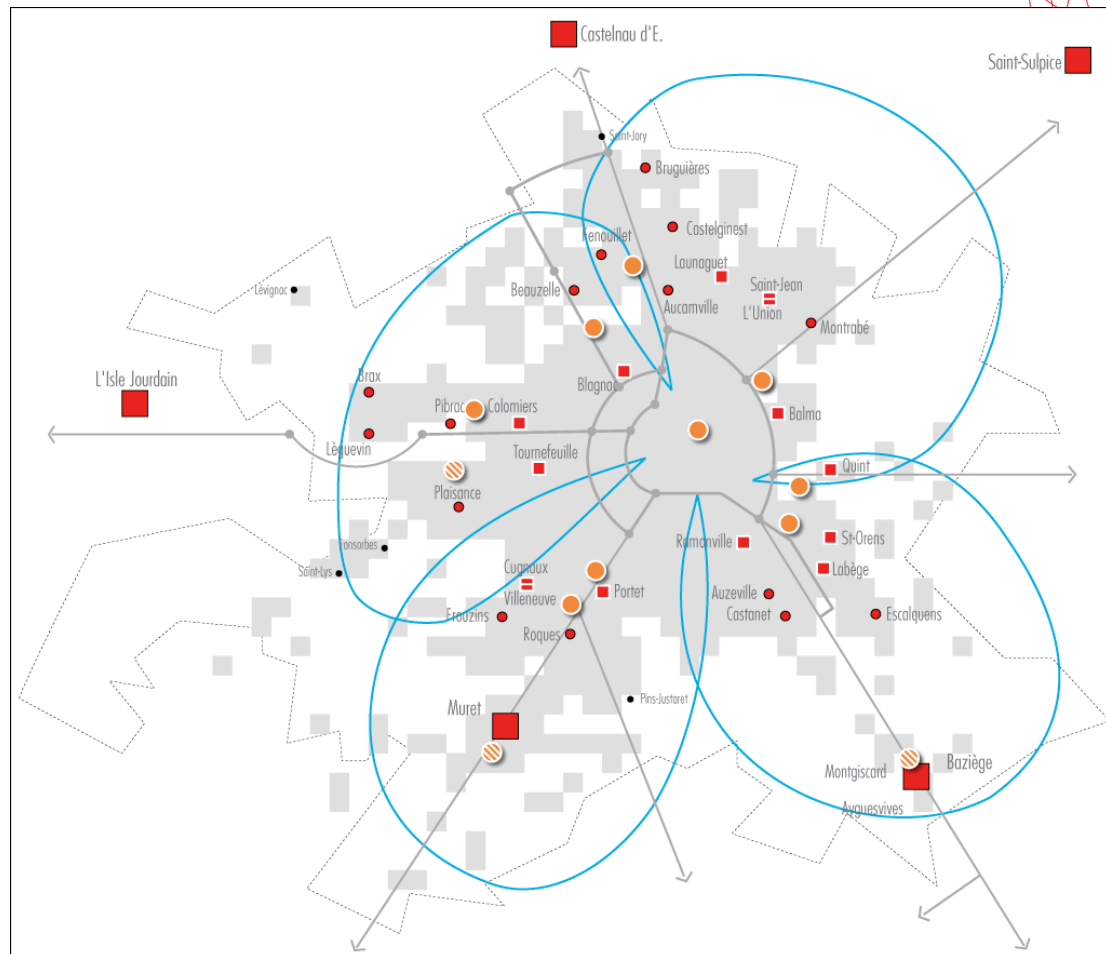 Castelnau d'E.
Saint-Sulpice
Saint-Jory
Bruguières
Castelginest
Fenouillet
Launaguet
Saint-Jean
L'Union
Beauzelle
Aucamville
Montrabé
Lévignac
L'Isle Jourdain
Brax
Blagnac
Pibrac
Colomiers
Balma
Lèguevin
Tournefeuille
Quint
Plaisance
Fonsorbes
Saint-Lys
Ramanville
St-Orens
Labège
Cugnaux
Villeneuve
Portet
Auzeville
Castanet
Escalquens
Frouzins
Roques
Pins-Justaret
Muret
Montgiscard
Baziège
Ayguesvives